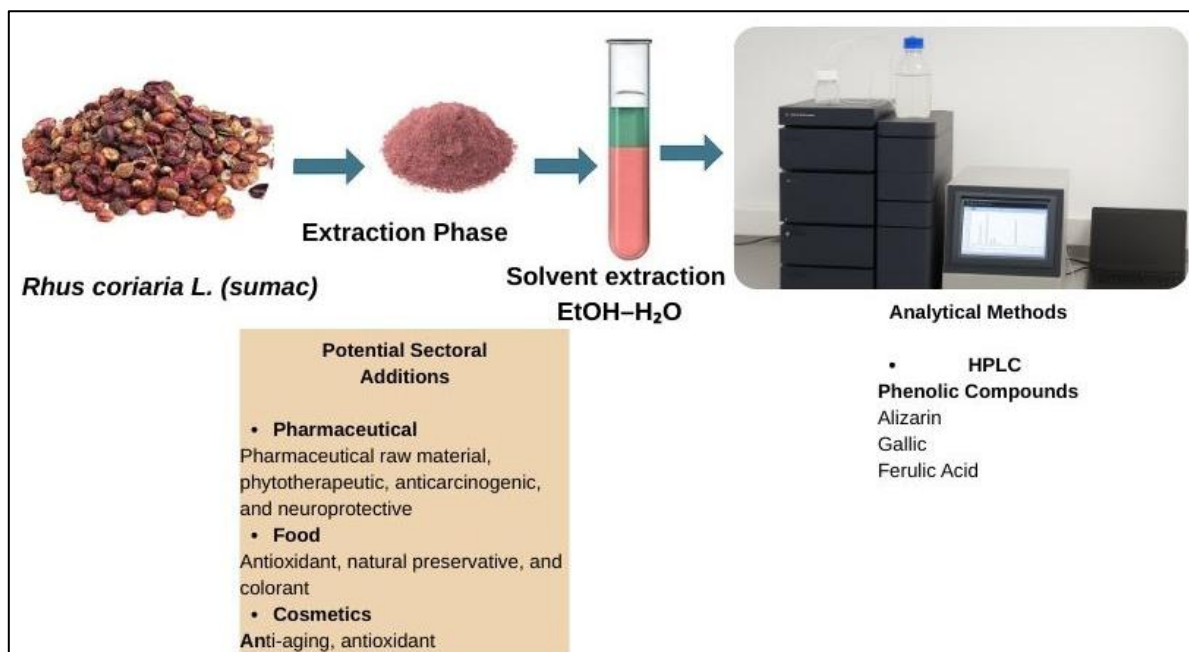 Extraction Phase
Rhus coriaria L. (sumac)
Solvent extraction
EtOH–H₂O
Analytical Methods
• HPLC
Phenolic Compounds
Alizarin
Gallic
Ferulic Acid
Potential Sectoral
Additions
• Pharmaceutical
Pharmaceutical raw material,
phytotherapeutic, anticarcinogenic,
and neuroprotective
• Food
Antioxidant, natural preservative, and
colorant
• Cosmetics
Anti-aging, antioxidant